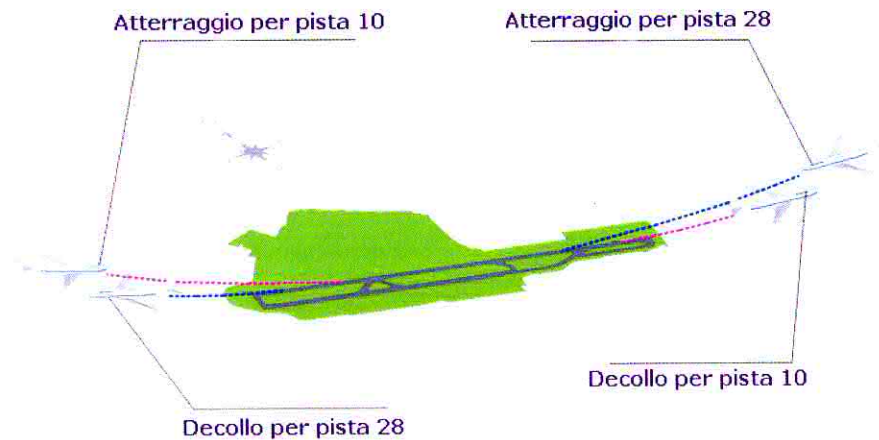 Atterraggio per pista 10
Atterraggio per pista 28
Decollo per pista 10
Decollo per pista 28